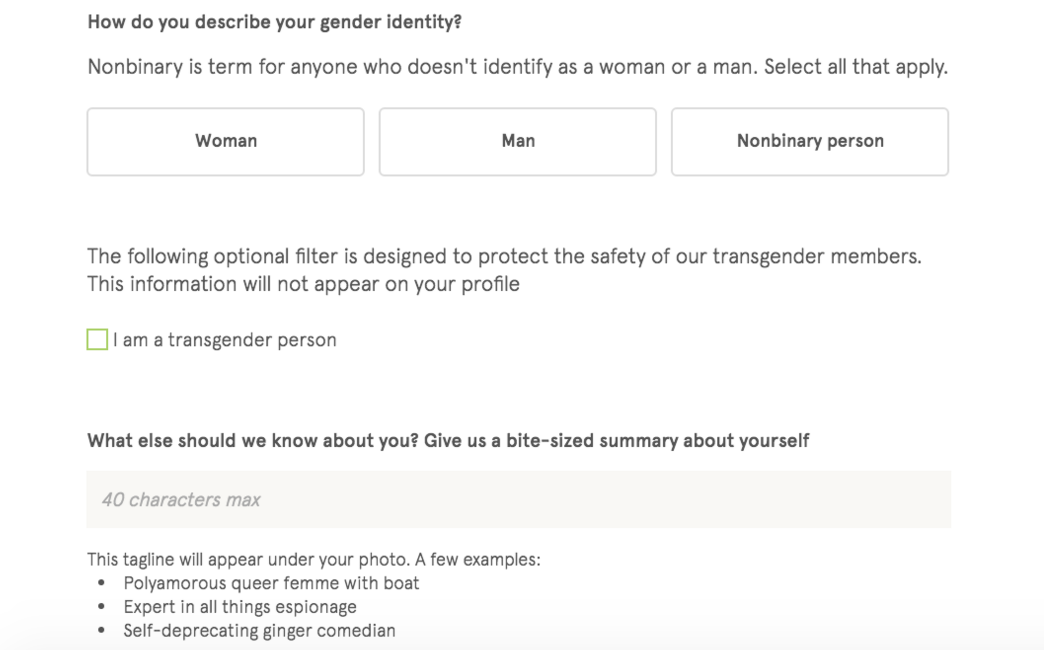 How do you describe your gender identity?
Nonbinary is term for anyone who doesn't identify as a woman or a man. Select all that apply.
Woman
Man
Nonbinary person
The following optional filter is designed to protect the safety of our transgender members.
This information will not appear on your profile
I am a transgender person
What else should we know about you? Give us a bite-sized summary about yourself
40 characters max
This tagline will appear under your photo. A few examples:
• Polyamorous queer femme with boat
• Expert in all things espionage
• Self-deprecating ginger comedian